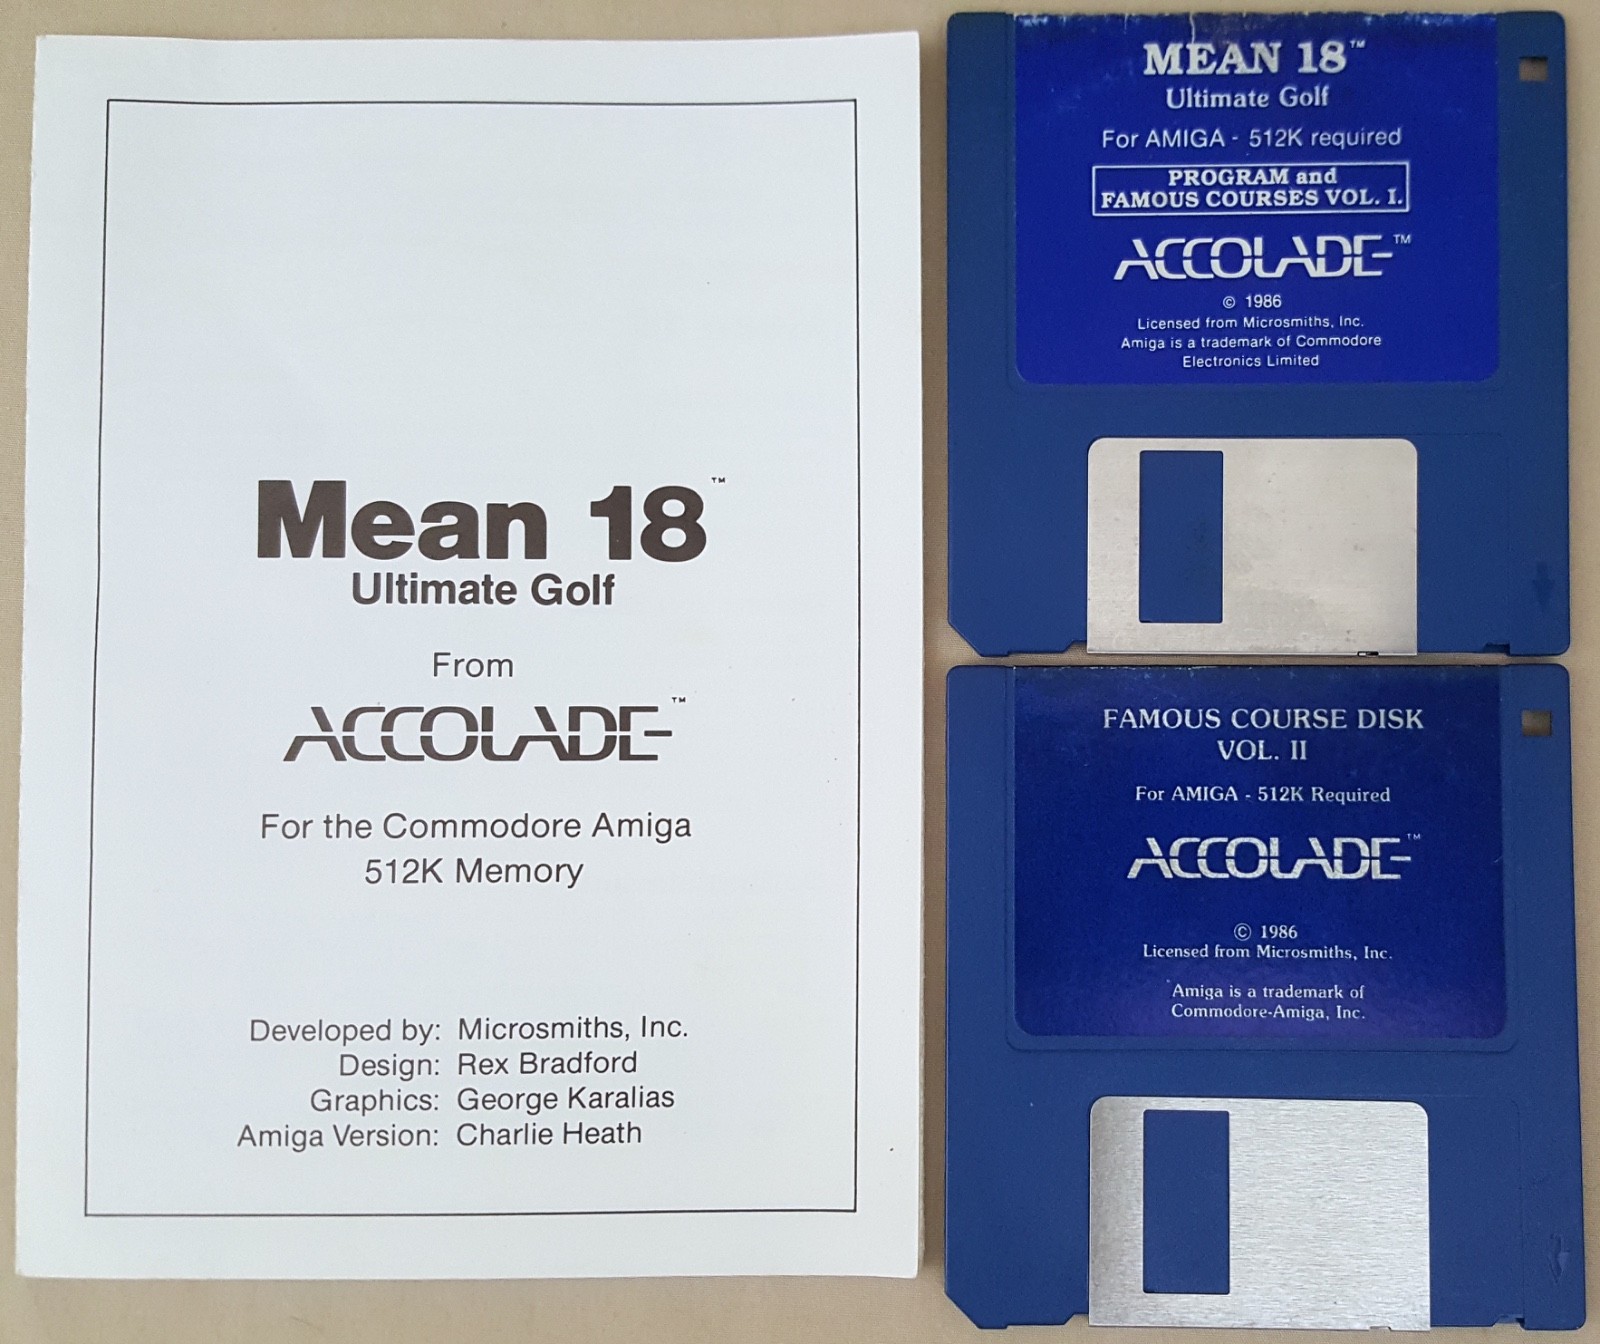 Mean 18™
Ultimate Golf
From
ACCOLADE™
For the Commodore Amiga
512K Memory
Developed by: Microsmiths, Inc.
Design: Rex Bradford
Graphics: George Karalias
Amiga Version: Charlie Heath
MEAN 18™
Ultimate Golf
For AMIGA - 512K required
PROGRAM and
FAMOUS COURSES VOL. I.
ACCOLADE™
© 1986
Licensed from Microsmiths, Inc.
Amiga is a trademark of Commodore
Electronics Limited
FAMOUS COURSE DISK
VOL. II
For AMIGA - 512K Required
ACCOLADE™
© 1986
Licensed from Microsmiths, Inc.
Amiga is a trademark of
Commodore-Amiga, Inc.